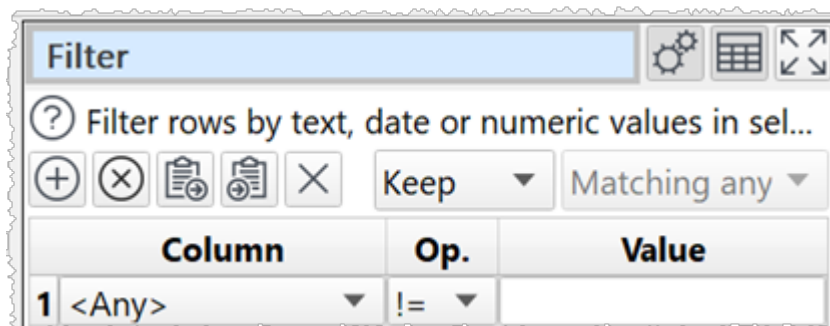 Filter
Filter rows by text, date or numeric values in sel...
Keep Matching any
Column Op. Value
1 <Any> !=